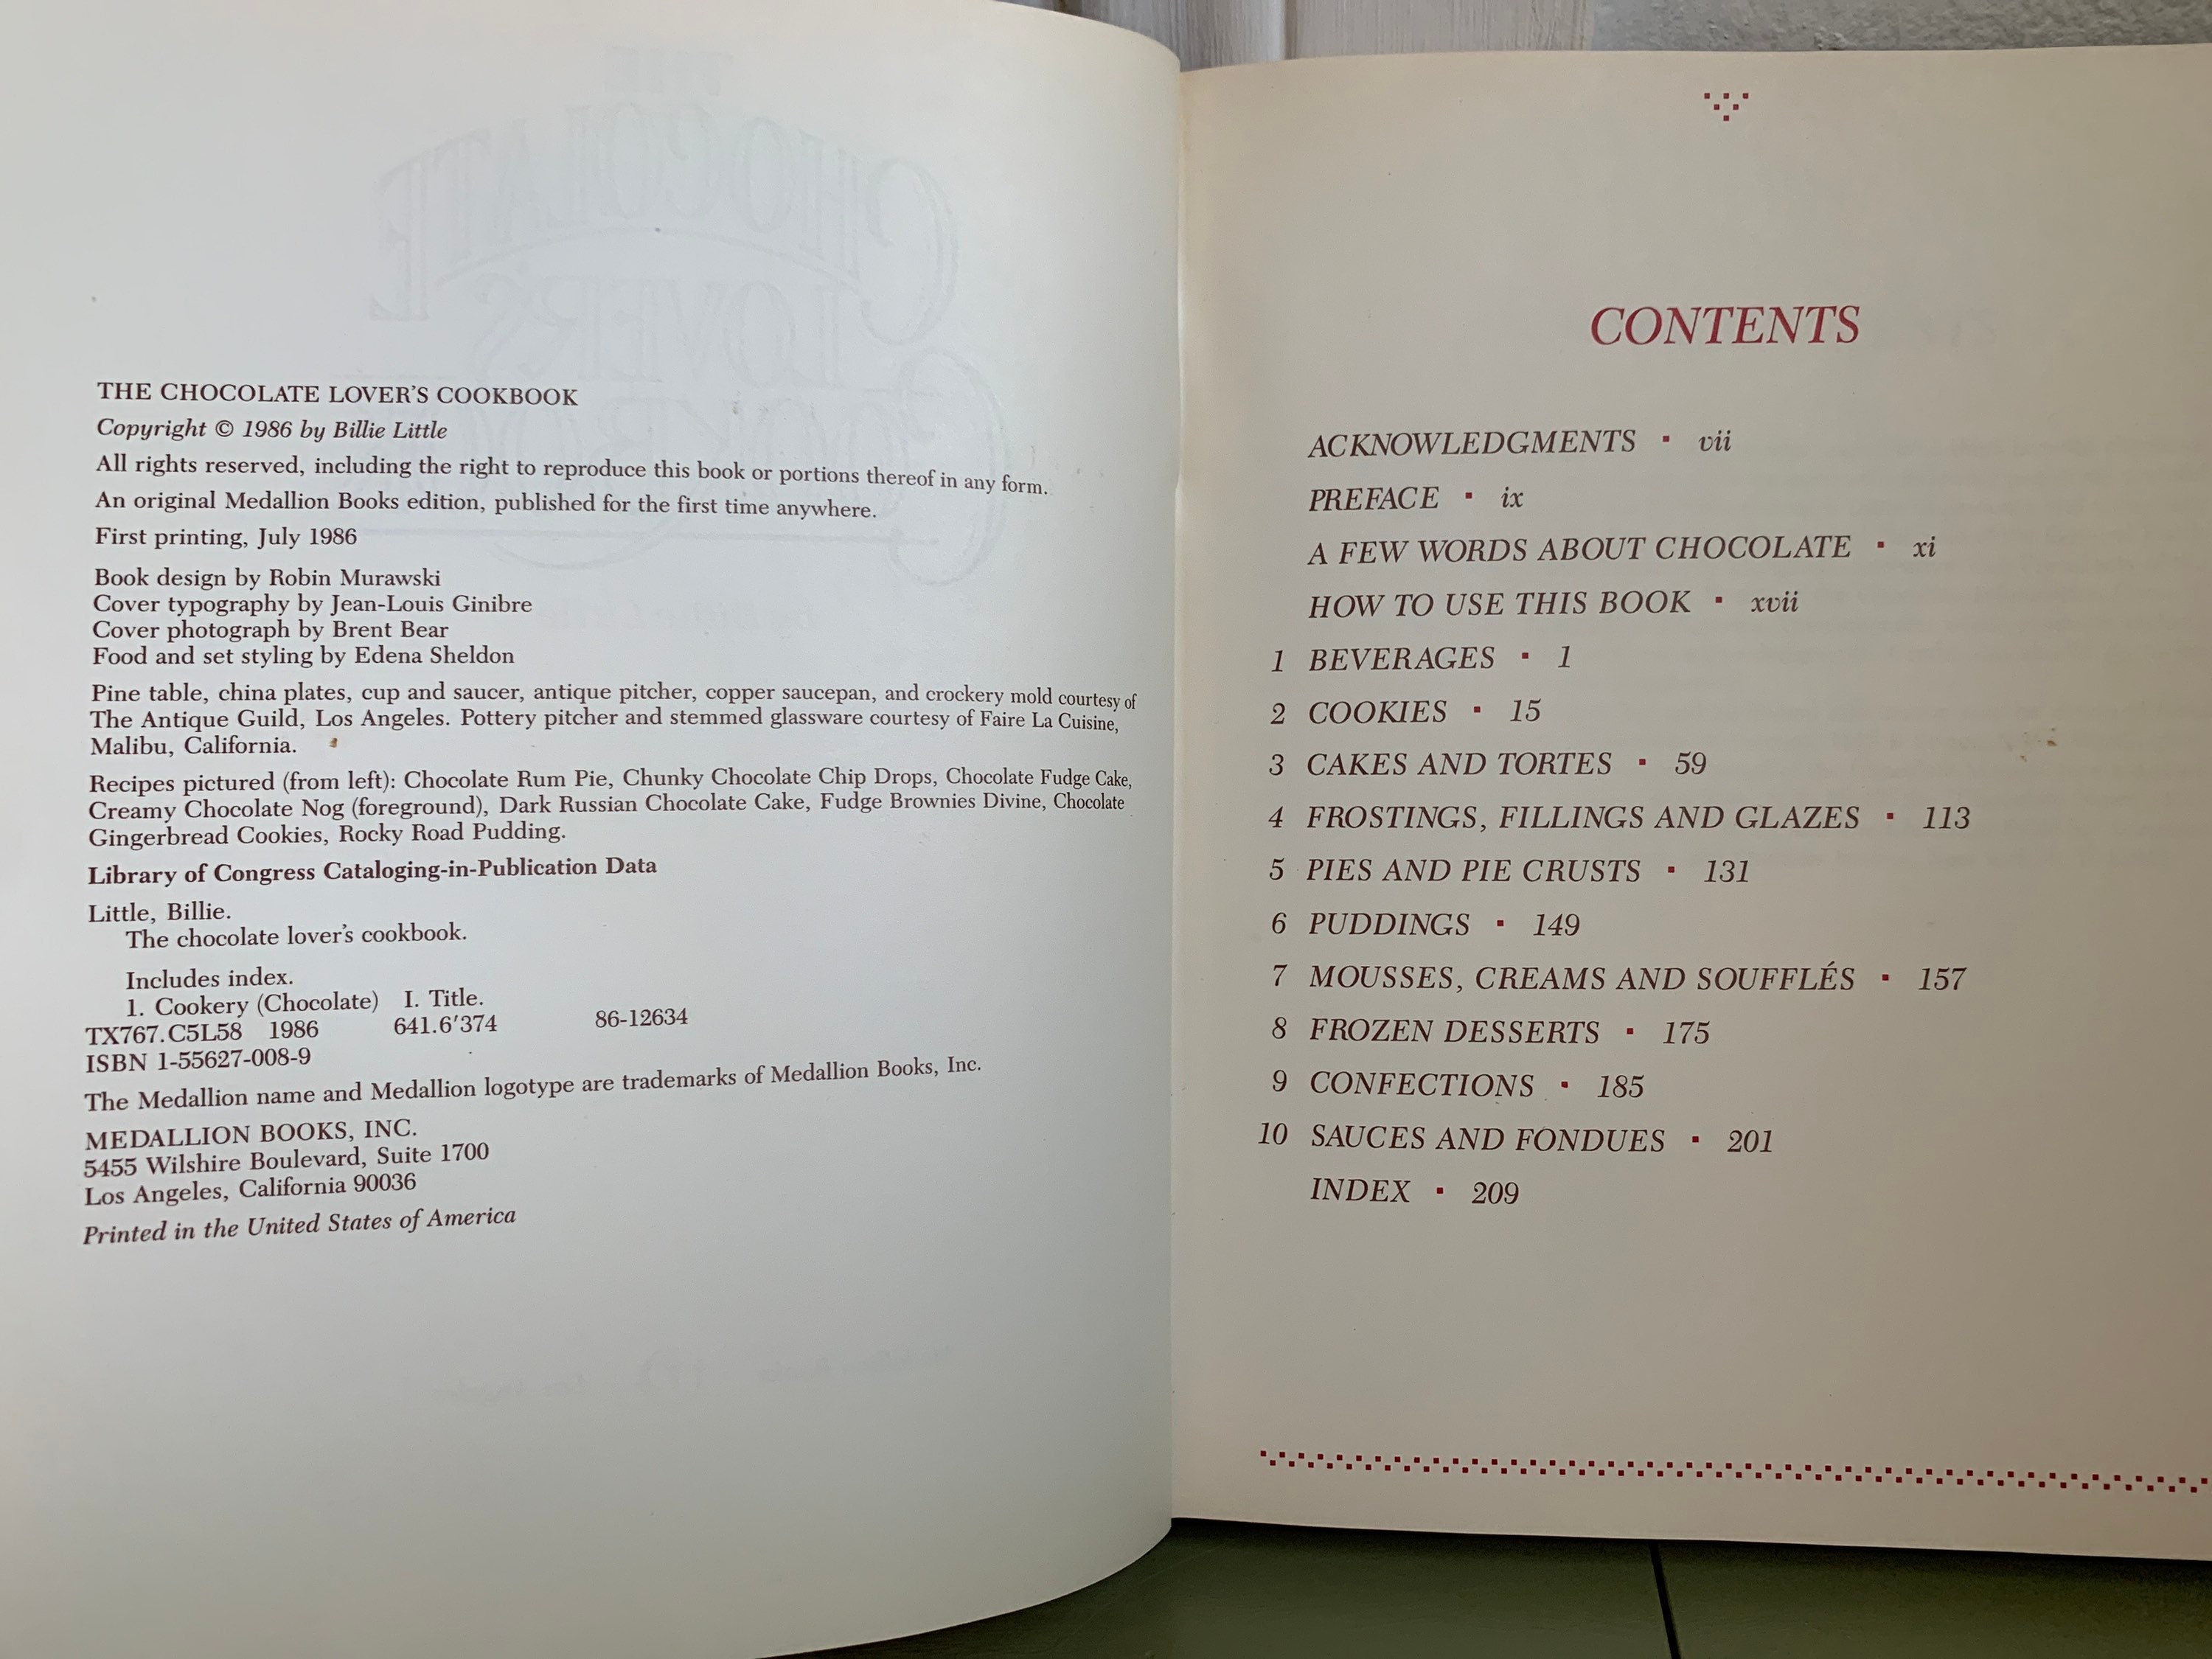 THE CHOCOLATE LOVER'S COOKBOOK
Copyright © 1986 by Billie Little
All rights reserved, including the right to reproduce this book or portions thereof in any form.
An original Medallion Books edition, published for the first time anywhere.
First printing, July 1986
Book design by Robin Murawski
Cover typography by Jean-Louis Ginibre
Cover photograph by Brent Bear
Food and set styling by Edena Sheldon
Pine table, china plates, cup and saucer, antique pitcher, copper saucepan, and crockery mold courtesy of
The Antique Guild, Los Angeles. Pottery pitcher and stemmed glassware courtesy of Faire La Cuisine,
Malibu, California.
Recipes pictured (from left): Chocolate Rum Pie, Chunky Chocolate Chip Drops, Chocolate Fudge Cake,
Creamy Chocolate Nog (foreground), Dark Russian Chocolate Cake, Fudge Brownies Divine, Chocolate
Gingerbread Cookies, Rocky Road Pudding.
Library of Congress Cataloging-in-Publication Data
Little, Billie.
The chocolate lover's cookbook.
Includes index.
1. Cookery (Chocolate) I. Title.
TX767.C5L58 1986 641.6'374 86-12634
ISBN 1-55627-008-9
The Medallion name and Medallion logotype are trademarks of Medallion Books, Inc.
MEDALLION BOOKS, INC.
5455 Wilshire Boulevard, Suite 1700
Los Angeles, California 90036
Printed in the United States of America
CONTENTS
ACKNOWLEDGMENTS ▪ vii
PREFACE ▪ ix
A FEW WORDS ABOUT CHOCOLATE ▪ xi
HOW TO USE THIS BOOK ▪ xvii
1 BEVERAGES ▪ 1
2 COOKIES ▪ 15
3 CAKES AND TORTES ▪ 59
4 FROSTINGS, FILLINGS AND GLAZES ▪ 113
5 PIES AND PIE CRUSTS ▪ 131
6 PUDDINGS ▪ 149
7 MOUSSES, CREAMS AND SOUFFLÉS ▪ 157
8 FROZEN DESSERTS ▪ 175
9 CONFECTIONS ▪ 185
10 SAUCES AND FONDUES ▪ 201
INDEX ▪ 209